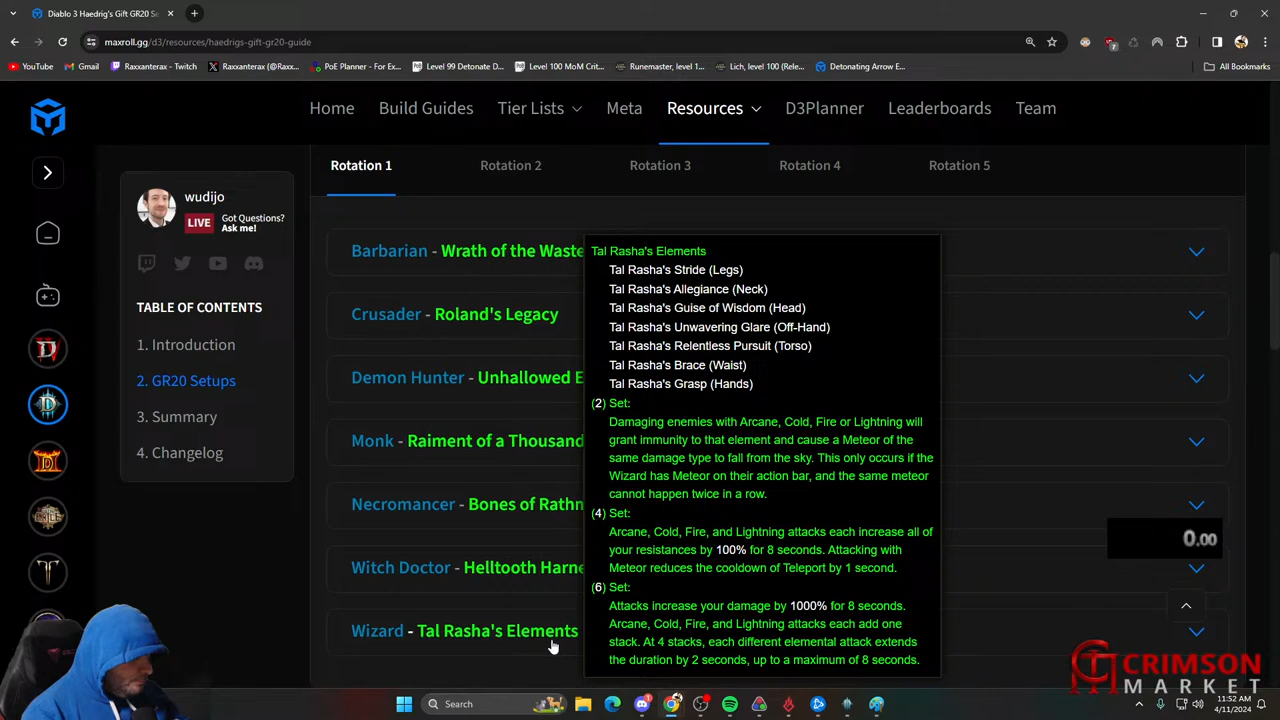 Diablo 3 Haedrig's Gift GR20 Se
maxroll.gg/d3/resources/haedrigs-gift-gr20-guide
YouTube
Gmail
Raxxanterax - Twitch
Raxxanterax (@Raxx...
PoE Planner - For Ex...
Level 99 Detonate D...
Level 100 MoM Crit...
Runemaster, level 1...
Lich, level 100 (Rele...
Detonating Arrow E...
All Bookmarks
Home
Build Guides
Tier Lists
Meta
Resources
D3Planner
Leaderboards
Team
Rotation 1
Rotation 2
Rotation 3
Rotation 4
Rotation 5
wudijo
LIVE
Got Questions?
Ask me!
TABLE OF CONTENTS
1. Introduction
2. GR20 Setups
3. Summary
4. Changelog
Barbarian - Wrath of the Waste
Crusader - Roland's Legacy
Demon Hunter - Unhallowed E
Monk - Raiment of a Thousand
Necromancer - Bones of Rathm
Witch Doctor - Helltooth Harne
Wizard - Tal Rasha's Elements
Tal Rasha's Elements
Tal Rasha's Stride (Legs)
Tal Rasha's Allegiance (Neck)
Tal Rasha's Guise of Wisdom (Head)
Tal Rasha's Unwavering Glare (Off-Hand)
Tal Rasha's Relentless Pursuit (Torso)
Tal Rasha's Brace (Waist)
Tal Rasha's Grasp (Hands)
(2) Set:
Damaging enemies with Arcane, Cold, Fire or Lightning will
grant immunity to that element and cause a Meteor of the
same damage type to fall from the sky. This only occurs if the
Wizard has Meteor on their action bar, and the same meteor
cannot happen twice in a row.
(4) Set:
Arcane, Cold, Fire, and Lightning attacks each increase all of
your resistances by 100% for 8 seconds. Attacking with
Meteor reduces the cooldown of Teleport by 1 second.
(6) Set:
Attacks increase your damage by 1000% for 8 seconds.
Arcane, Cold, Fire, and Lightning attacks each add one
stack. At 4 stacks, each different elemental attack extends
the duration by 2 seconds, up to a maximum of 8 seconds.
0.00
CRIMSON
MARKET
Search
11:52 AM
4/11/2024